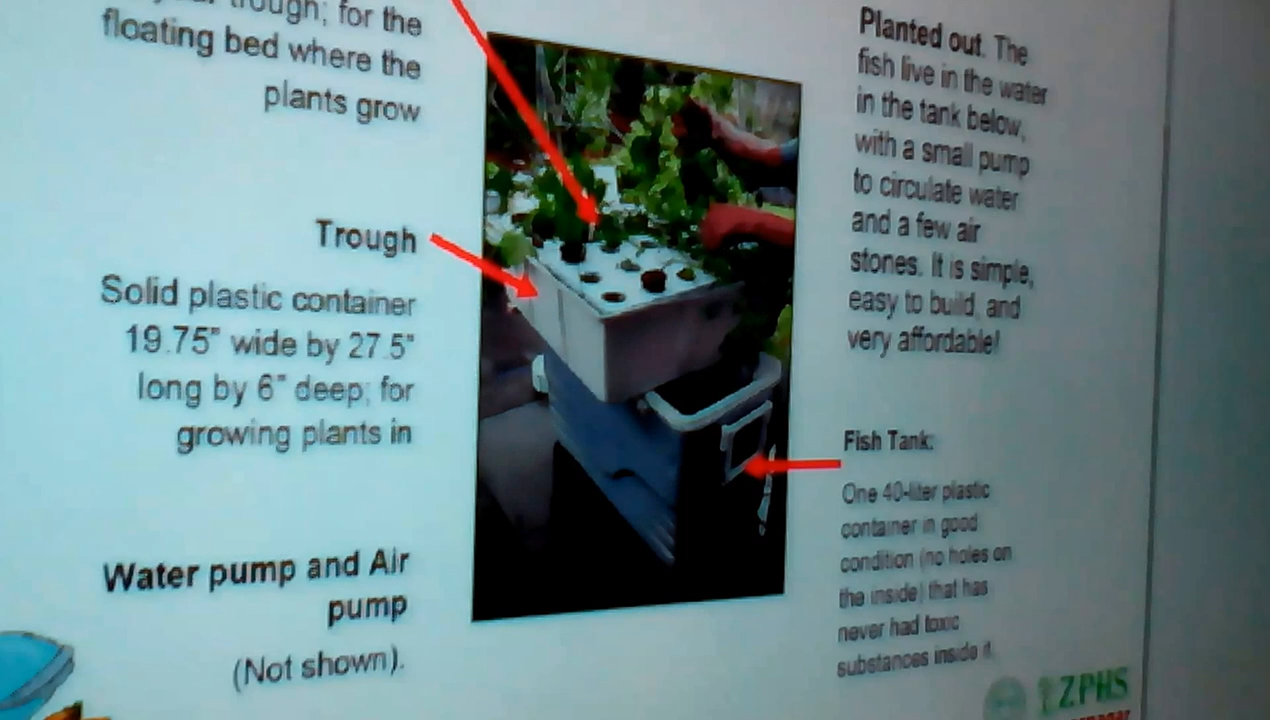 trough; for the
floating bed where the
plants grow
Trough
Solid plastic container
19.75" wide by 27.5"
long by 6" deep; for
growing plants in
Water pump and Air
pump
(Not shown).
Planted out. The
fish live in the water
in the tank below,
with a small pump
to circulate water
and a few air
stones. It is simple,
easy to build, and
very affordable!
Fish Tank:
One 40-liter plastic
container in good
condition (no holes on
the inside) that has
never had toxic
substances inside it.
ZPHS